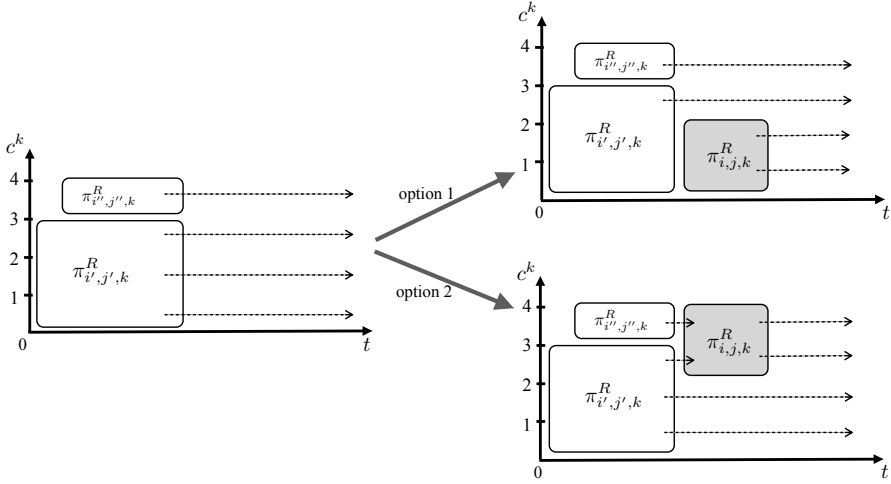 c^k
4
3
2
1
0
t
π^R_{i'',j'',k}
π^R_{i',j',k}
option 1
option 2
c^k
4
3
2
1
0
t
π^R_{i'',j'',k}
π^R_{i',j',k}
π^R_{i,j,k}
c^k
4
3
2
1
0
t
π^R_{i'',j'',k}
π^R_{i',j',k}
π^R_{i,j,k}